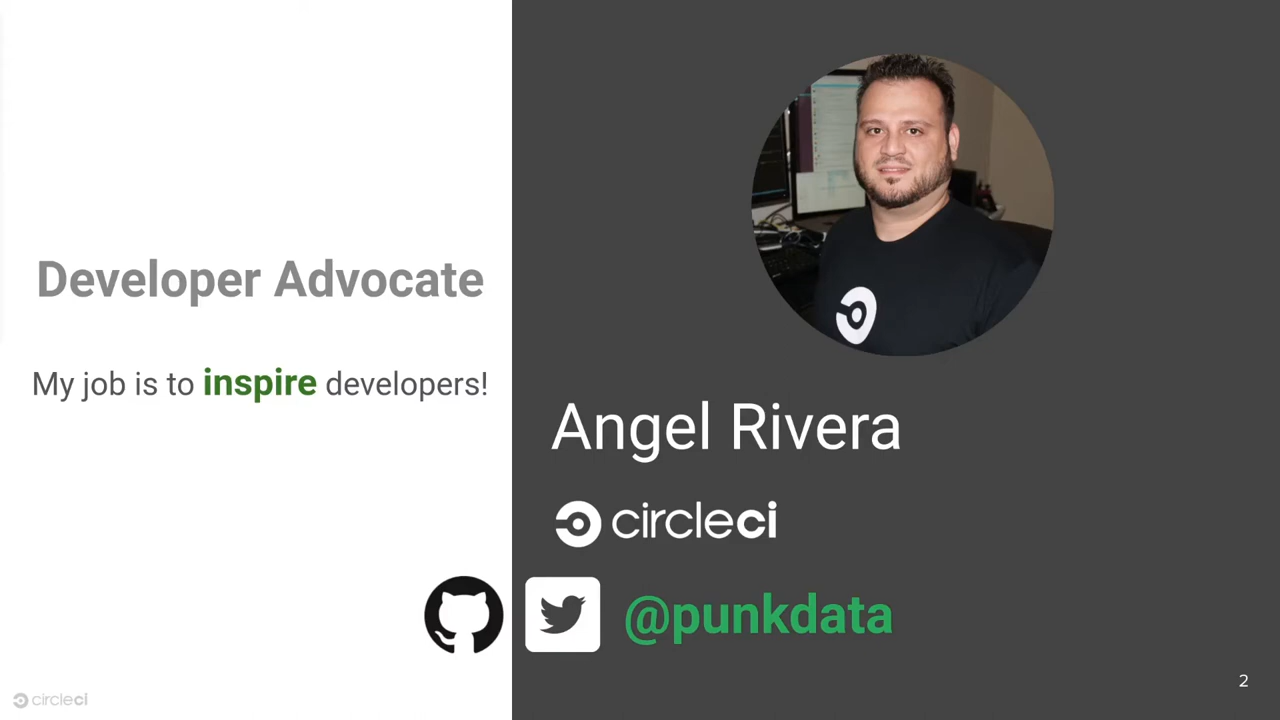 Developer Advocate
My job is to inspire developers!
Angel Rivera
circleci
@punkdata
circleci
2